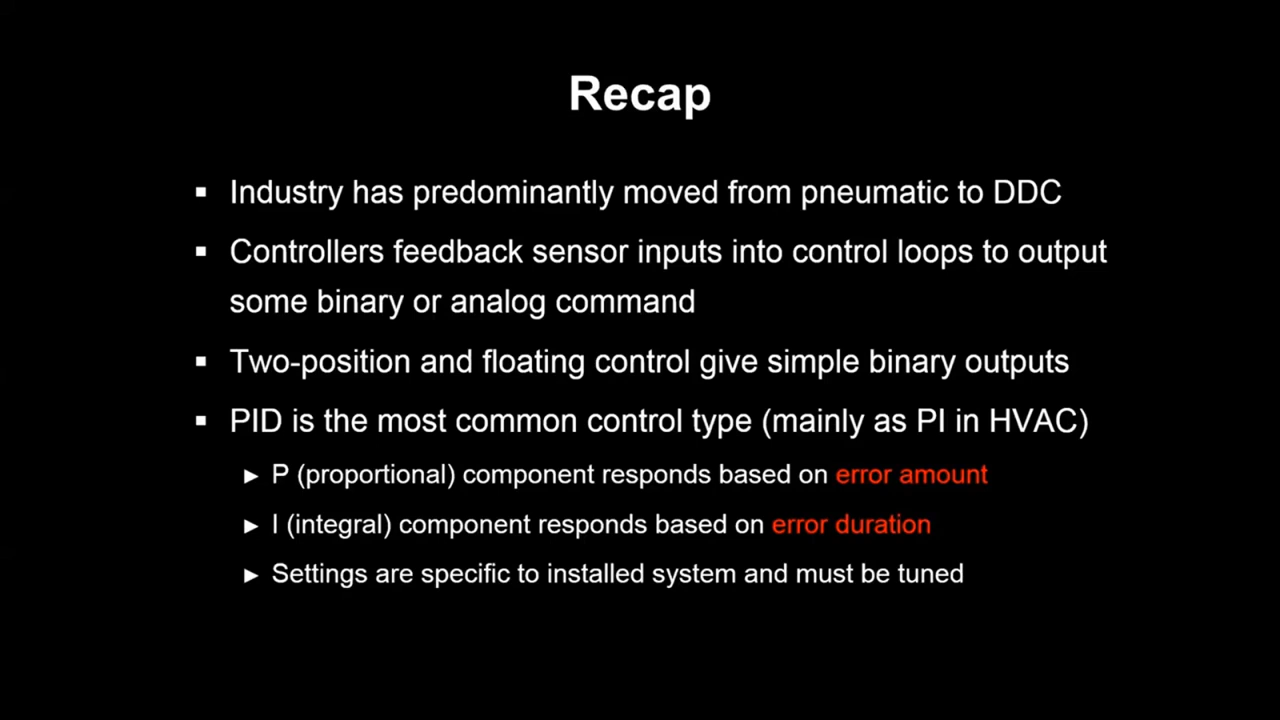 Recap
▪ Industry has predominantly moved from pneumatic to DDC
▪ Controllers feedback sensor inputs into control loops to output
some binary or analog command
▪ Two-position and floating control give simple binary outputs
▪ PID is the most common control type (mainly as PI in HVAC)
► P (proportional) component responds based on error amount
► I (integral) component responds based on error duration
► Settings are specific to installed system and must be tuned